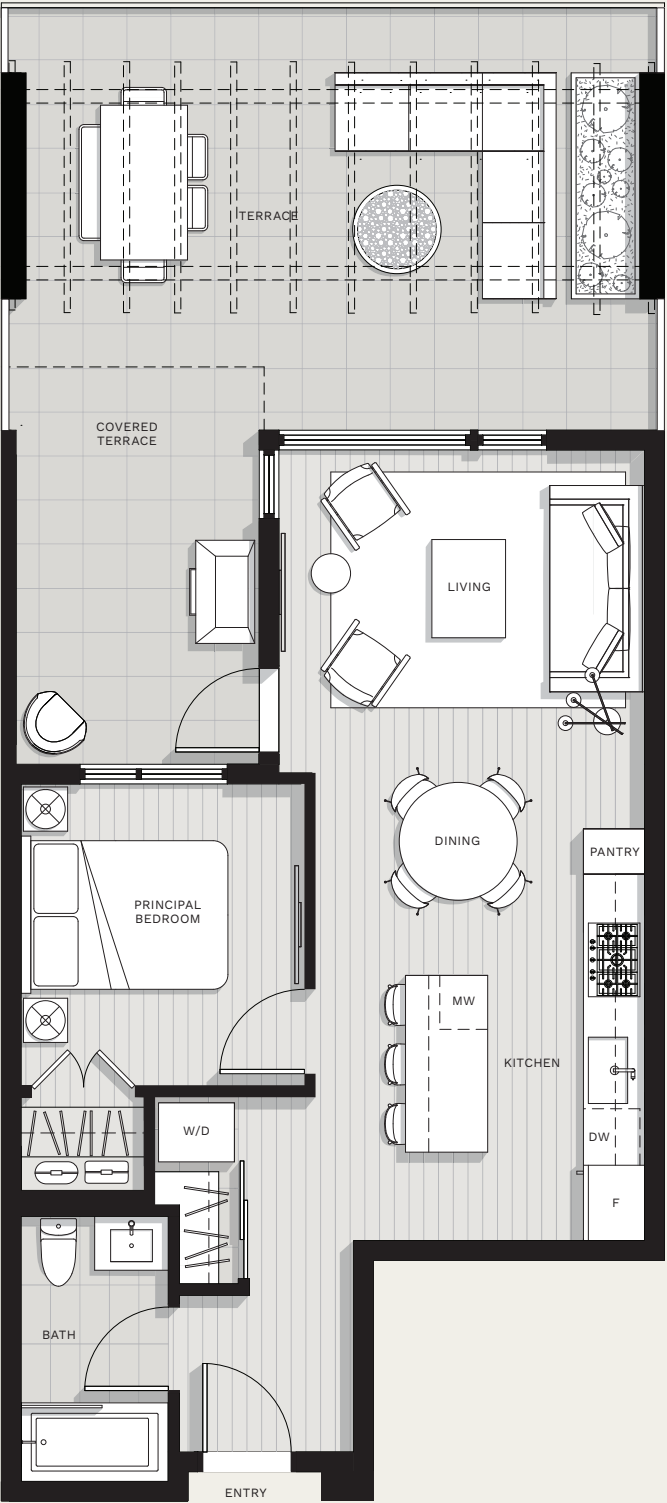 TERRACE
COVERED
TERRACE
LIVING
DINING
PANTRY
PRINCIPAL
BEDROOM
MW
KITCHEN
W/D
DW
F
BATH
ENTRY